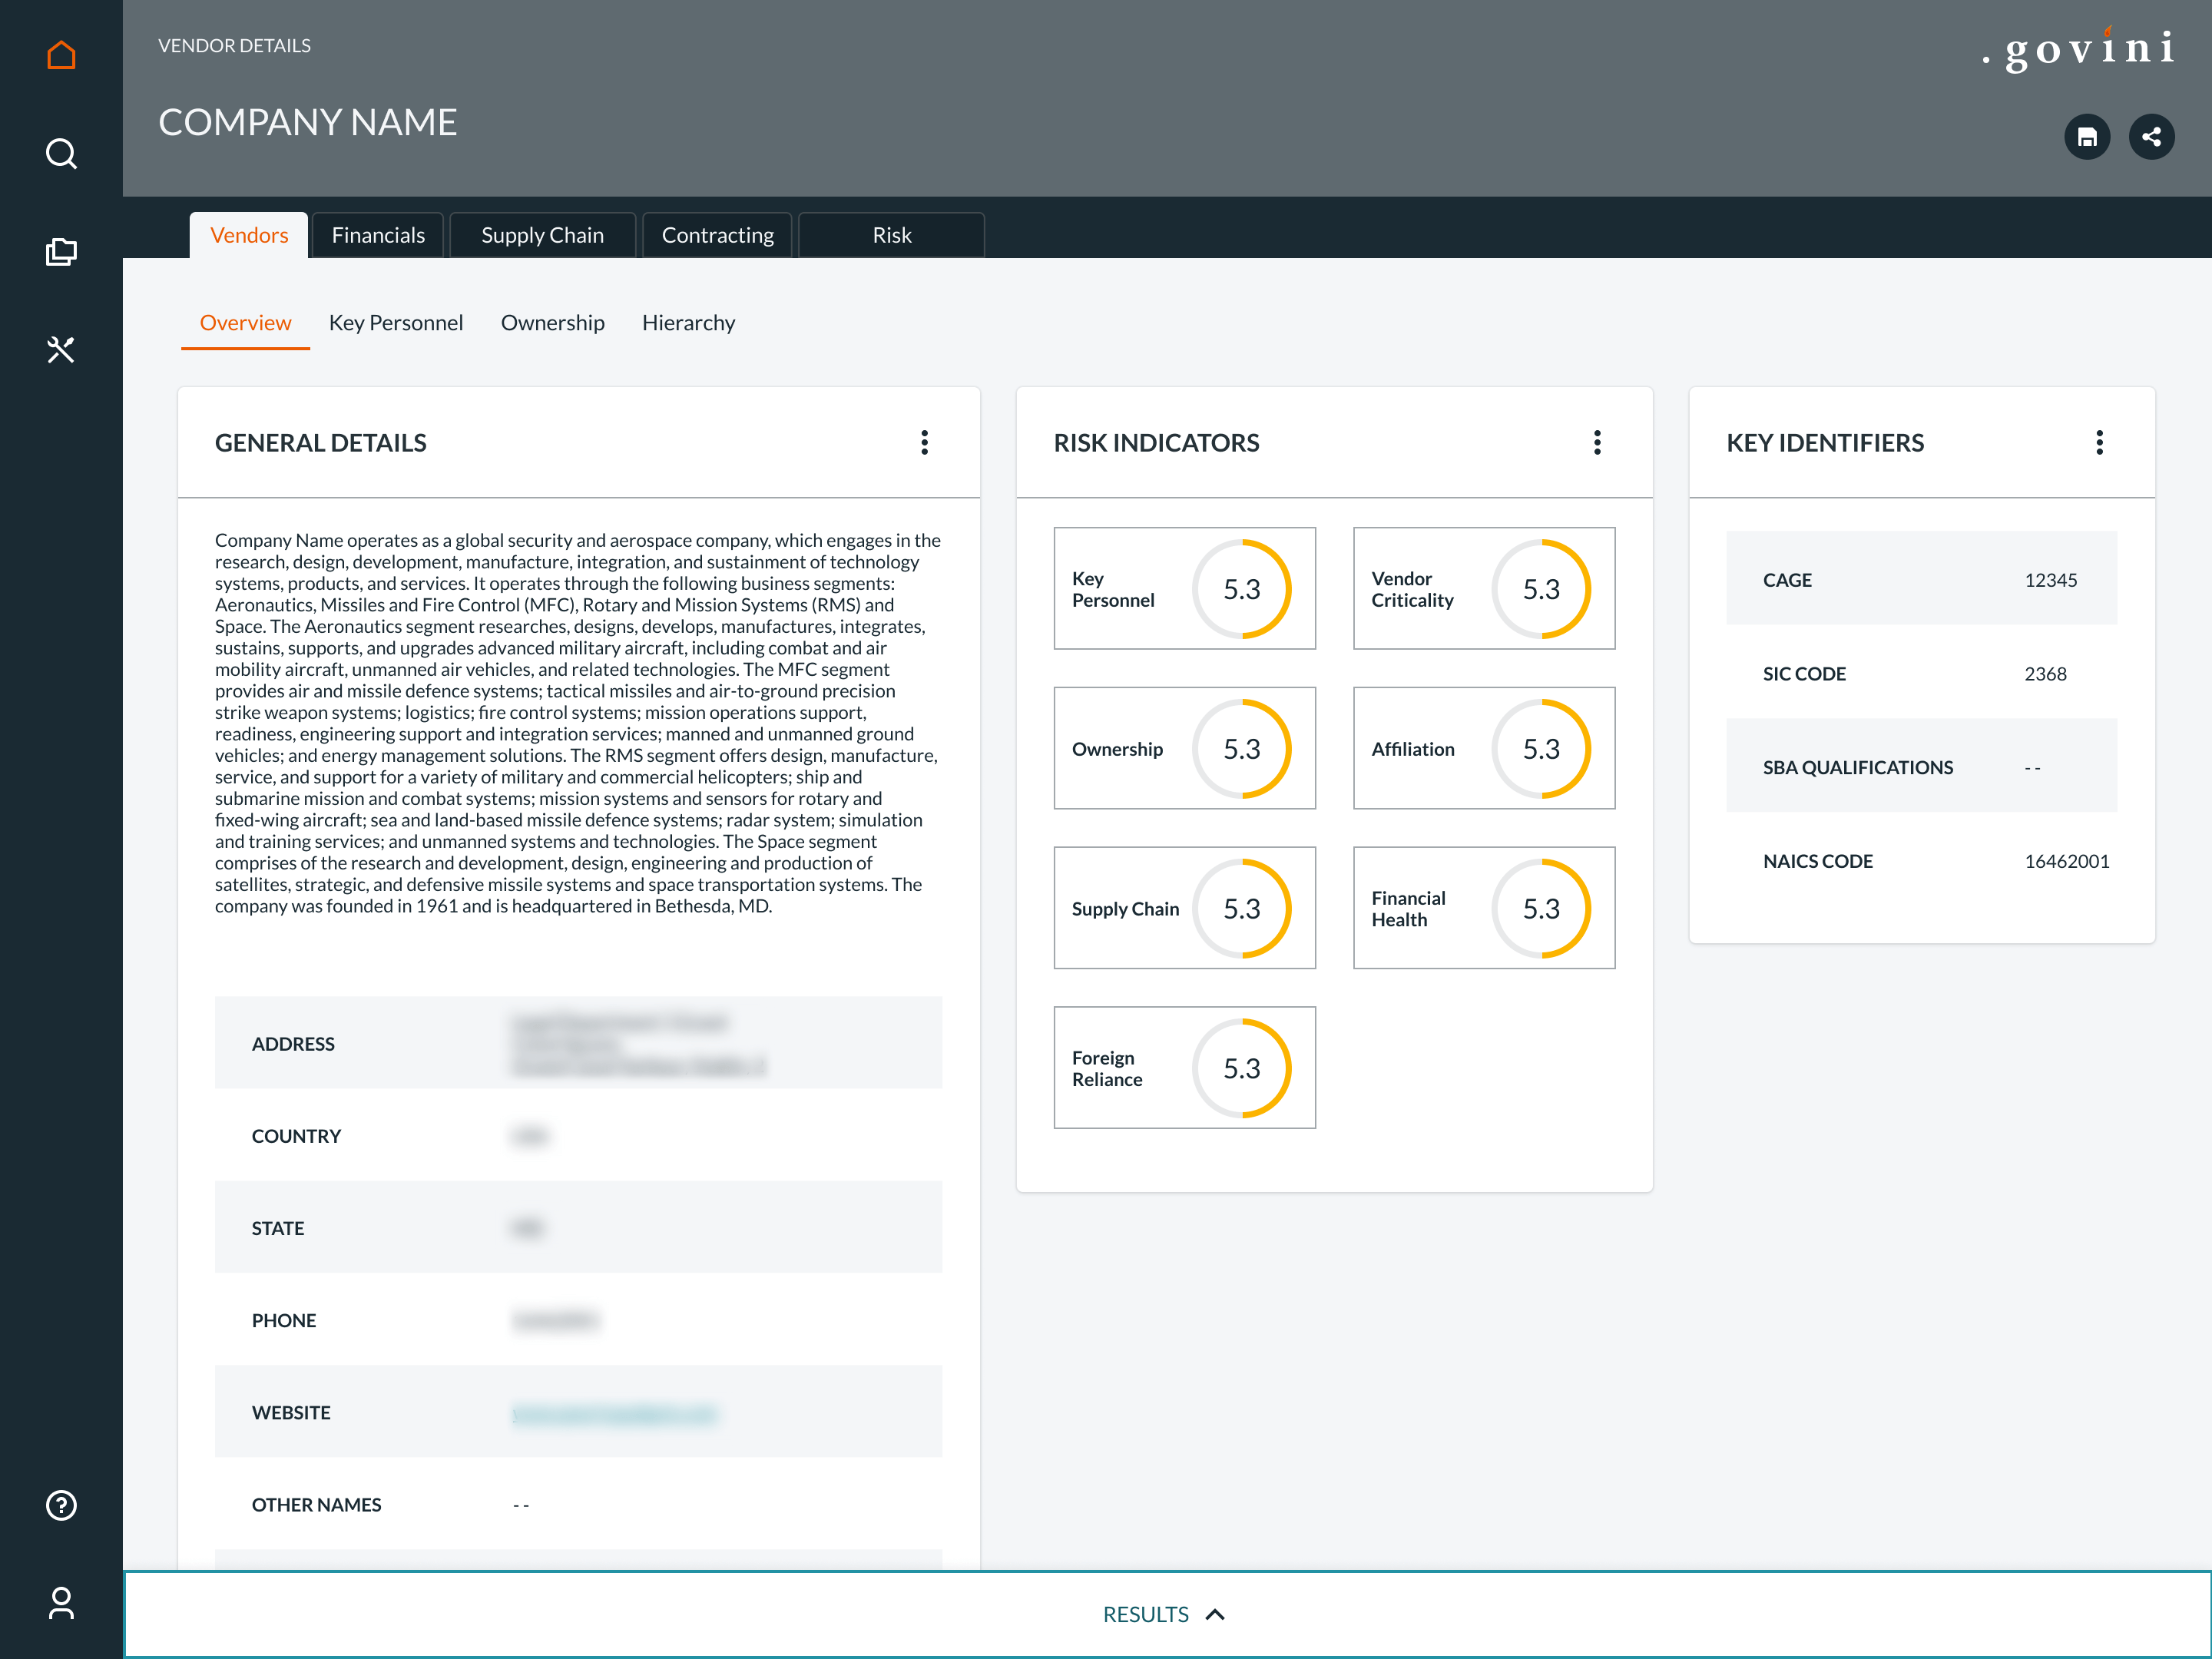 VENDOR DETAILS
. govini
COMPANY NAME
Vendors
Financials
Supply Chain
Contracting
Risk
Overview
Key Personnel
Ownership
Hierarchy
GENERAL DETAILS
Company Name operates as a global security and aerospace company, which engages in the
research, design, development, manufacture, integration, and sustainment of technology
systems, products, and services. It operates through the following business segments:
Aeronautics, Missiles and Fire Control (MFC), Rotary and Mission Systems (RMS) and
Space. The Aeronautics segment researches, designs, develops, manufactures, integrates,
sustains, supports, and upgrades advanced military aircraft, including combat and air
mobility aircraft, unmanned air vehicles, and related technologies. The MFC segment
provides air and missile defence systems; tactical missiles and air-to-ground precision
strike weapon systems; logistics; fire control systems; mission operations support,
readiness, engineering support and integration services; manned and unmanned ground
vehicles; and energy management solutions. The RMS segment offers design, manufacture,
service, and support for a variety of military and commercial helicopters; ship and
submarine mission and combat systems; mission systems and sensors for rotary and
fixed-wing aircraft; sea and land-based missile defence systems; radar system; simulation
and training services; and unmanned systems and technologies. The Space segment
comprises of the research and development, design, engineering and production of
satellites, strategic, and defensive missile systems and space transportation systems. The
company was founded in 1961 and is headquartered in Bethesda, MD.
ADDRESS
COUNTRY
STATE
PHONE
WEBSITE
OTHER NAMES
- -
RISK INDICATORS
Key
Personnel
5.3
Vendor
Criticality
5.3
Ownership
5.3
Affiliation
5.3
Supply Chain
5.3
Financial
Health
5.3
Foreign
Reliance
5.3
KEY IDENTIFIERS
CAGE
12345
SIC CODE
2368
SBA QUALIFICATIONS
- -
NAICS CODE
16462001
RESULTS